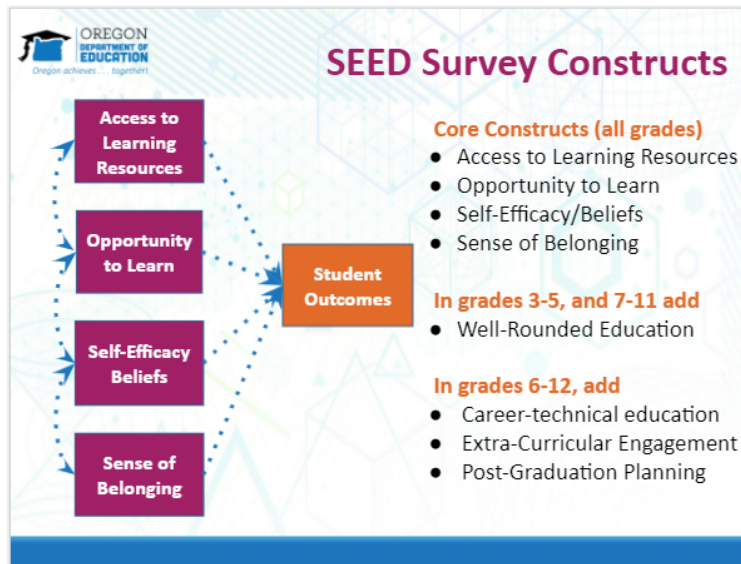 OREGON
DEPARTMENT OF
EDUCATION
Oregon achieves . . . together!
SEED Survey Constructs
Access to
Learning
Resources
Opportunity
to Learn
Self-Efficacy
Beliefs
Sense of
Belonging
Student
Outcomes
Core Constructs (all grades)
● Access to Learning Resources
● Opportunity to Learn
● Self-Efficacy/Beliefs
● Sense of Belonging
In grades 3-5, and 7-11 add
● Well-Rounded Education
In grades 6-12, add
● Career-technical education
● Extra-Curricular Engagement
● Post-Graduation Planning